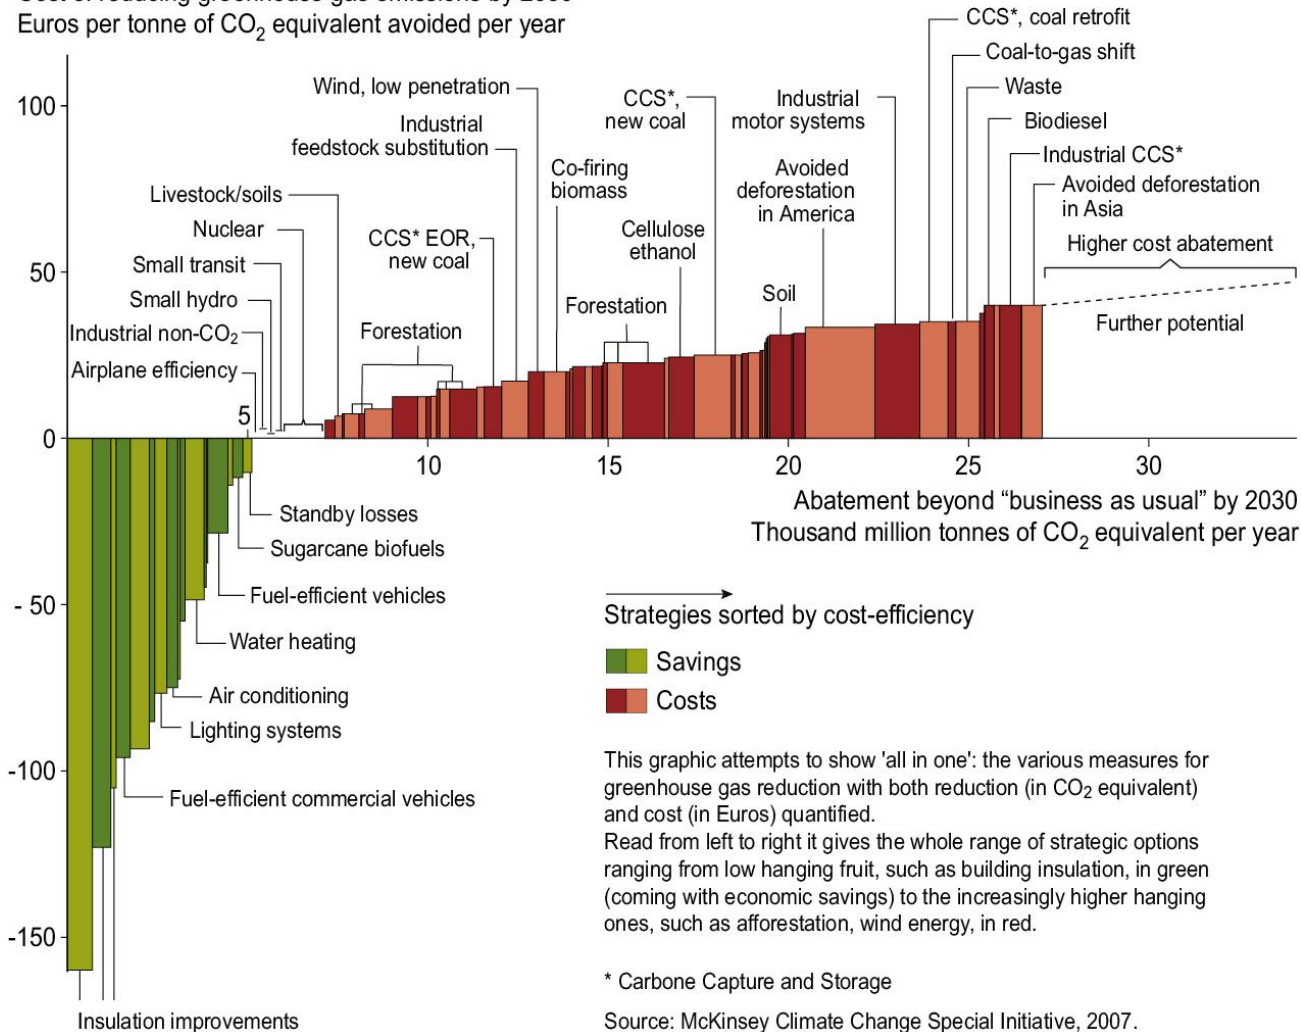 Euros per tonne of CO2 equivalent avoided per year
100
50
0
- 50
-100
-150
5
10
15
20
25
30
Wind, low penetration
Industrial
feedstock substitution
Livestock/soils
Nuclear
Small transit
Small hydro
Industrial non-CO2
Airplane efficiency
CCS* EOR,
new coal
Forestation
Co-firing
biomass
Forestation
Cellulose
ethanol
CCS*,
new coal
Soil
Avoided
deforestation
in America
Industrial
motor systems
CCS*, coal retrofit
Coal-to-gas shift
Waste
Biodiesel
Industrial CCS*
Avoided deforestation
in Asia
Higher cost abatement
Further potential
Abatement beyond “business as usual” by 2030
Thousand million tonnes of CO2 equivalent per year
Standby losses
Sugarcane biofuels
Fuel-efficient vehicles
Water heating
Air conditioning
Lighting systems
Fuel-efficient commercial vehicles
Insulation improvements
Strategies sorted by cost-efficiency
Savings
Costs
This graphic attempts to show 'all in one': the various measures for
greenhouse gas reduction with both reduction (in CO2 equivalent)
and cost (in Euros) quantified.
Read from left to right it gives the whole range of strategic options
ranging from low hanging fruit, such as building insulation, in green
(coming with economic savings) to the increasingly higher hanging
ones, such as afforestation, wind energy, in red.
* Carbone Capture and Storage
Source: McKinsey Climate Change Special Initiative, 2007.